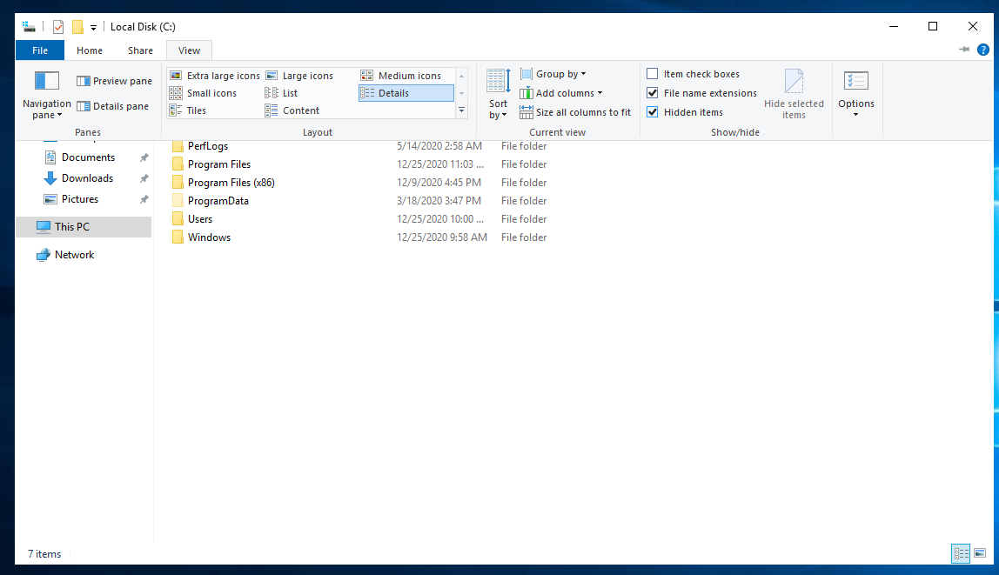 Local Disk (C:)
File Home Share View
Navigation pane
Preview pane
Details pane
Panes
Extra large icons Large icons Medium icons
Small icons List Details
Tiles Content
Layout
Sort by
Group by
Add columns
Size all columns to fit
Current view
Item check boxes
File name extensions
Hidden items
Hide selected items
Show/hide
Options
Documents
Downloads
Pictures
This PC
Network
PerfLogs 5/14/2020 2:58 AM File folder
Program Files 12/25/2020 11:03 ... File folder
Program Files (x86) 12/9/2020 4:45 PM File folder
ProgramData 3/18/2020 3:47 PM File folder
Users 12/25/2020 10:00 ... File folder
Windows 12/25/2020 9:58 AM File folder
7 items